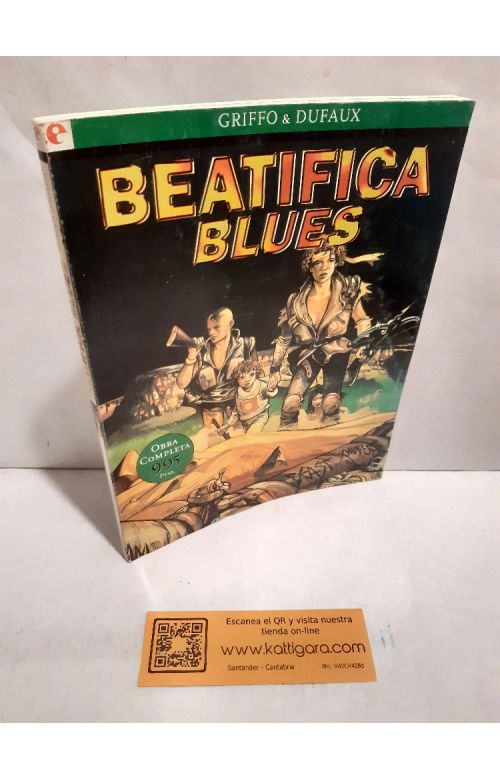 e
GRIFFO & DUFAUX
BEATIFICA
BLUES
OBRA
COMPLETA
995
Ptas.
Escanea el QR y visita nuestra
tienda on-line
www.kattigara.com
Santander - Cantabria